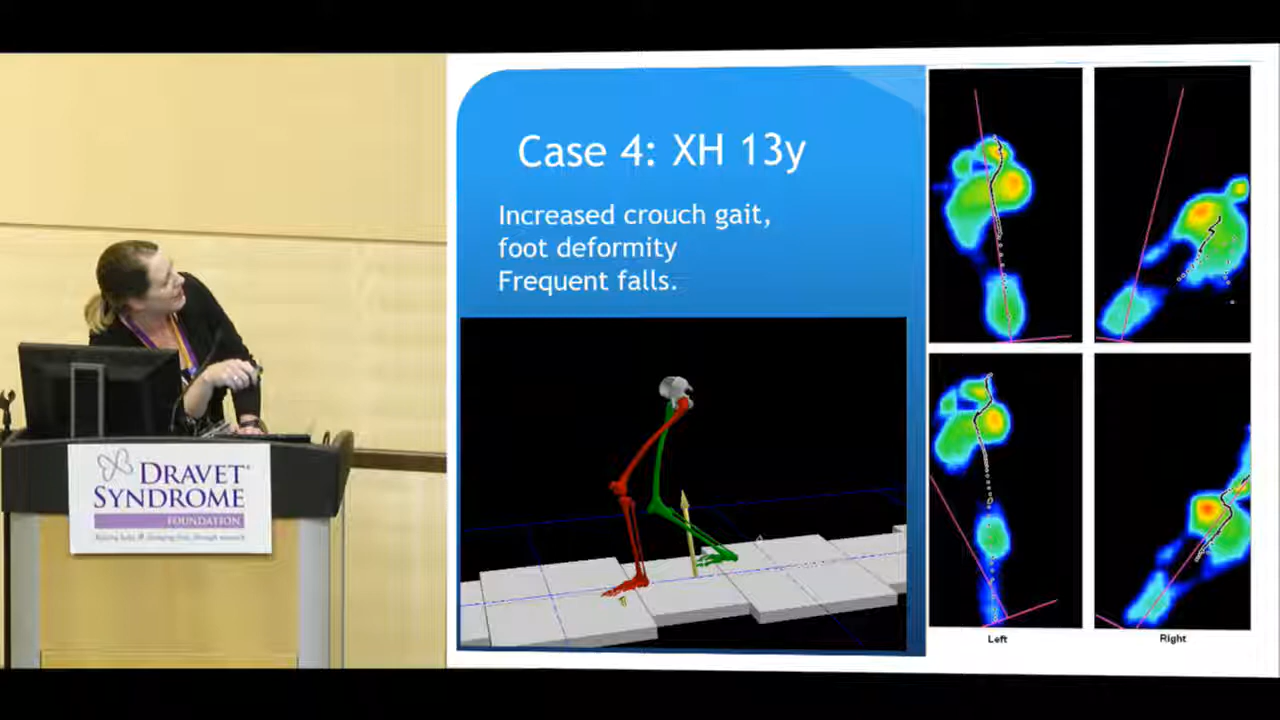 Case 4: XH 13y
Increased crouch gait,
foot deformity
Frequent falls.
DRAVET
SYNDROME
FOUNDATION
Left
Right